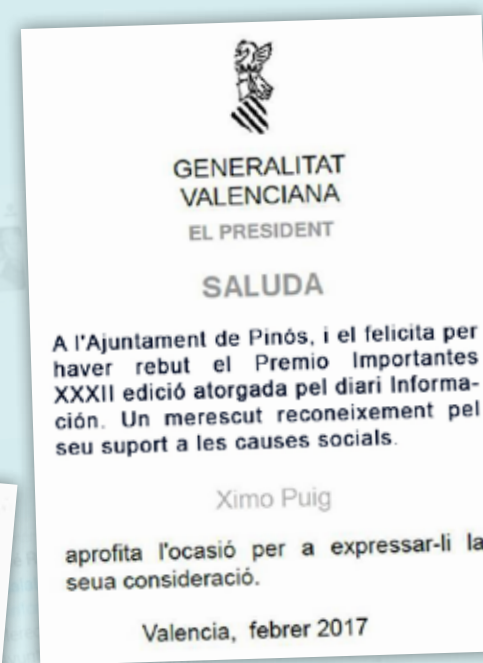 GENERALITAT
VALENCIANA
EL PRESIDENT
SALUDA
A l'Ajuntament de Pinós, i el felicita per
haver rebut el Premio Importantes
XXXII edició atorgada pel diari Informa-
ción. Un merescut reconeixement pel
seu suport a les causes socials.
Ximo Puig
aprofita l'ocasió per a expressar-li la
seua consideració.
Valencia, febrer 2017